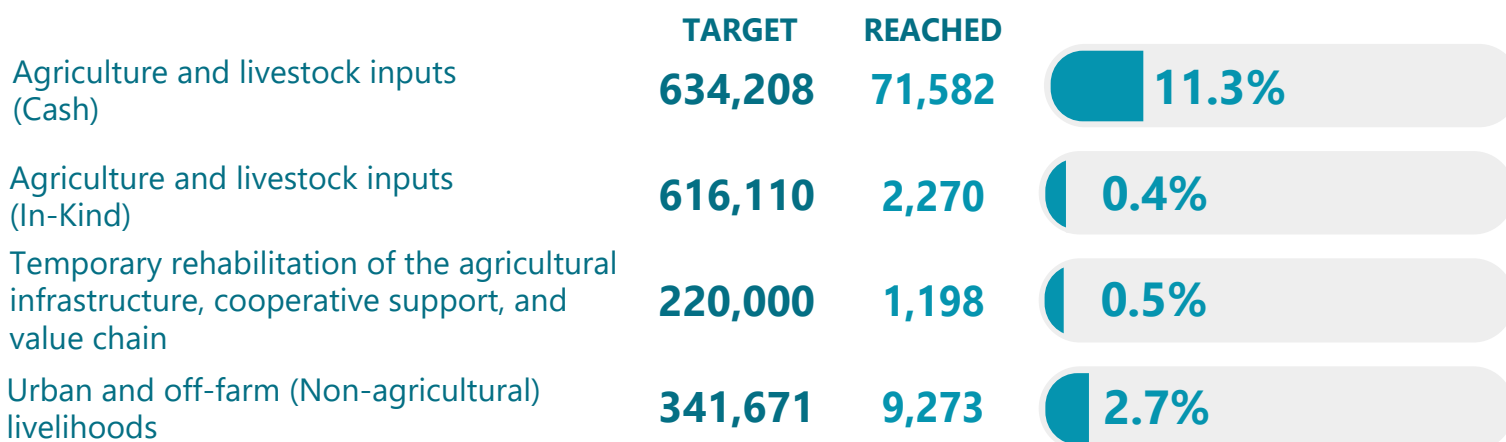 TARGET REACHED
Agriculture and livestock inputs
(Cash)
634,208 71,582 11.3%
Agriculture and livestock inputs
(In-Kind)
616,110 2,270 0.4%
Temporary rehabilitation of the agricultural
infrastructure, cooperative support, and
value chain
220,000 1,198 0.5%
Urban and off-farm (Non-agricultural)
livelihoods
341,671 9,273 2.7%